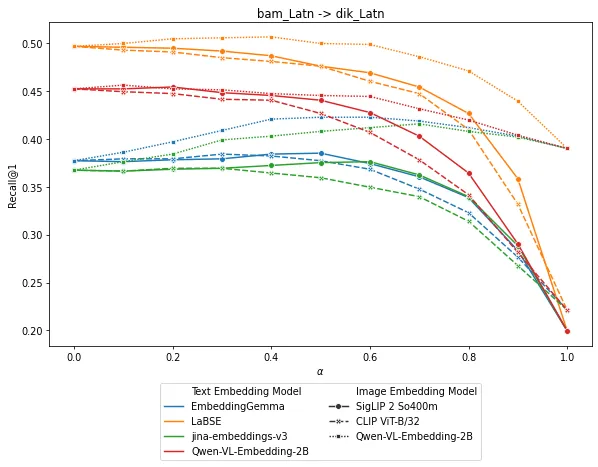 bam_Latn -> dik_Latn
Recall@1
0.50
0.45
0.40
0.35
0.30
0.25
0.20
0.0 0.2 0.4 0.6 0.8 1.0
α
Text Embedding Model Image Embedding Model
EmbeddingGemma SigLIP 2 So400m
LaBSE CLIP ViT-B/32
jina-embeddings-v3 Qwen-VL-Embedding-2B
Qwen-VL-Embedding-2B